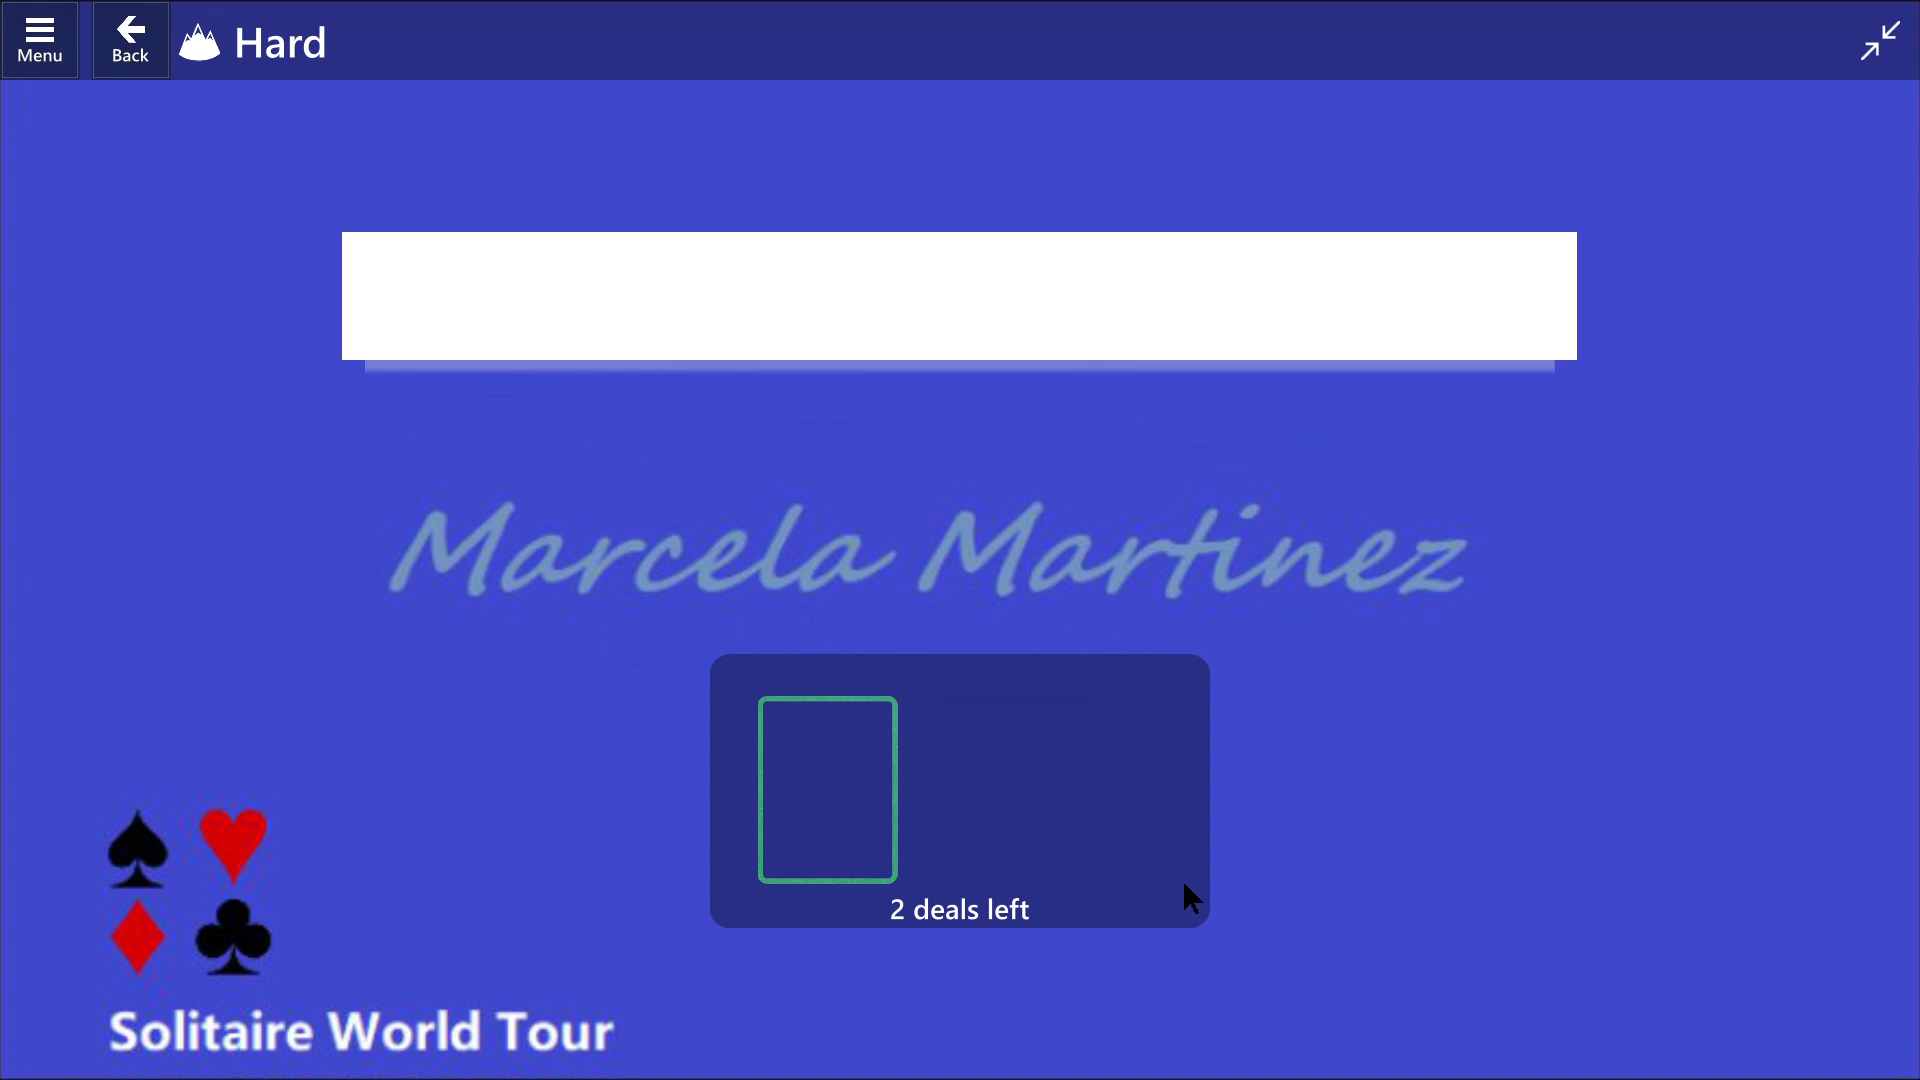 Menu
Back
Hard
Marcela Martinez
2 deals left
Solitaire World Tour